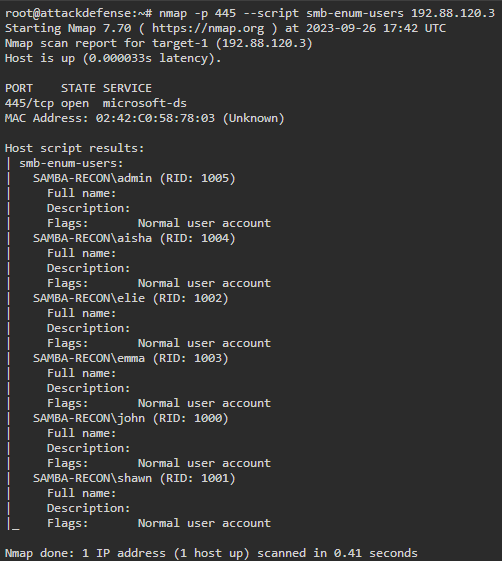 root@attackdefense:~# nmap -p 445 --script smb-enum-users 192.88.120.3
Starting Nmap 7.70 ( https://nmap.org ) at 2023-09-26 17:42 UTC
Nmap scan report for target-1 (192.88.120.3)
Host is up (0.000033s latency).

PORT    STATE SERVICE
445/tcp open  microsoft-ds
MAC Address: 02:42:C0:58:78:03 (Unknown)

Host script results:
| smb-enum-users:
|   SAMBA-RECON\admin (RID: 1005)
|     Full name:
|     Description:
|     Flags:       Normal user account
|   SAMBA-RECON\aisha (RID: 1004)
|     Full name:
|     Description:
|     Flags:       Normal user account
|   SAMBA-RECON\elie (RID: 1002)
|     Full name:
|     Description:
|     Flags:       Normal user account
|   SAMBA-RECON\emma (RID: 1003)
|     Full name:
|     Description:
|     Flags:       Normal user account
|   SAMBA-RECON\john (RID: 1000)
|     Full name:
|     Description:
|     Flags:       Normal user account
|   SAMBA-RECON\shawn (RID: 1001)
|     Full name:
|     Description:
|_    Flags:       Normal user account

Nmap done: 1 IP address (1 host up) scanned in 0.41 seconds